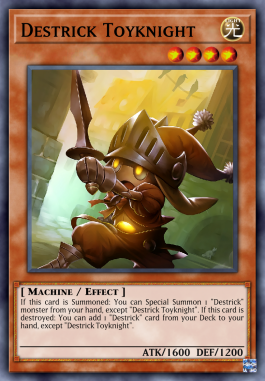 DESTRICK TOYKNIGHT
LIGHT
光
[ MACHINE / EFFECT ]
If this card is Summoned: You can Special Summon 1 "Destrick"
monster from your hand, except "Destrick Toyknight". If this card is
destroyed: You can add 1 "Destrick" card from your Deck to your
hand, except "Destrick Toyknight".
ATK/1600 DEF/1200